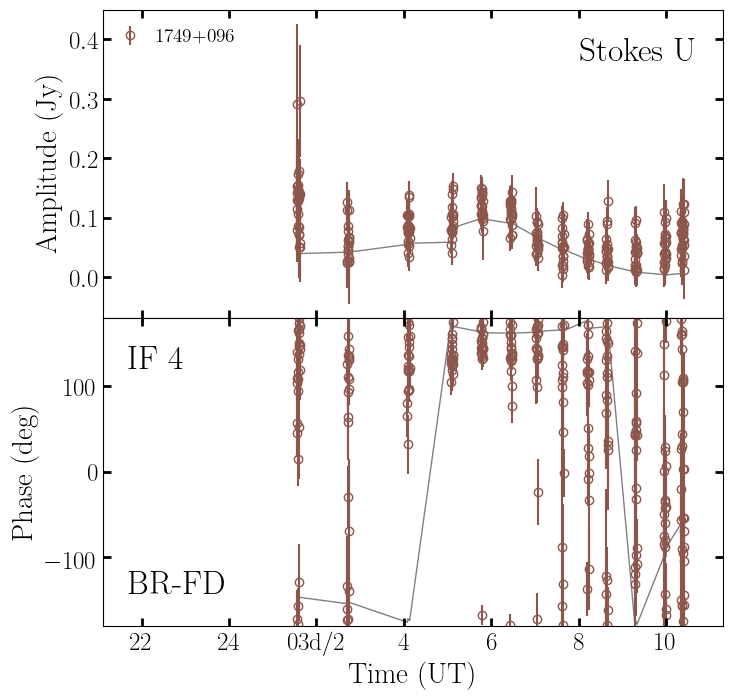 1749+096
Stokes U
0.4
0.3
0.2
0.1
0.0
Amplitude (Jy)
IF 4
100
0
−100
Phase (deg)
BR-FD
22 24 03d/2 4 6 8 10
Time (UT)